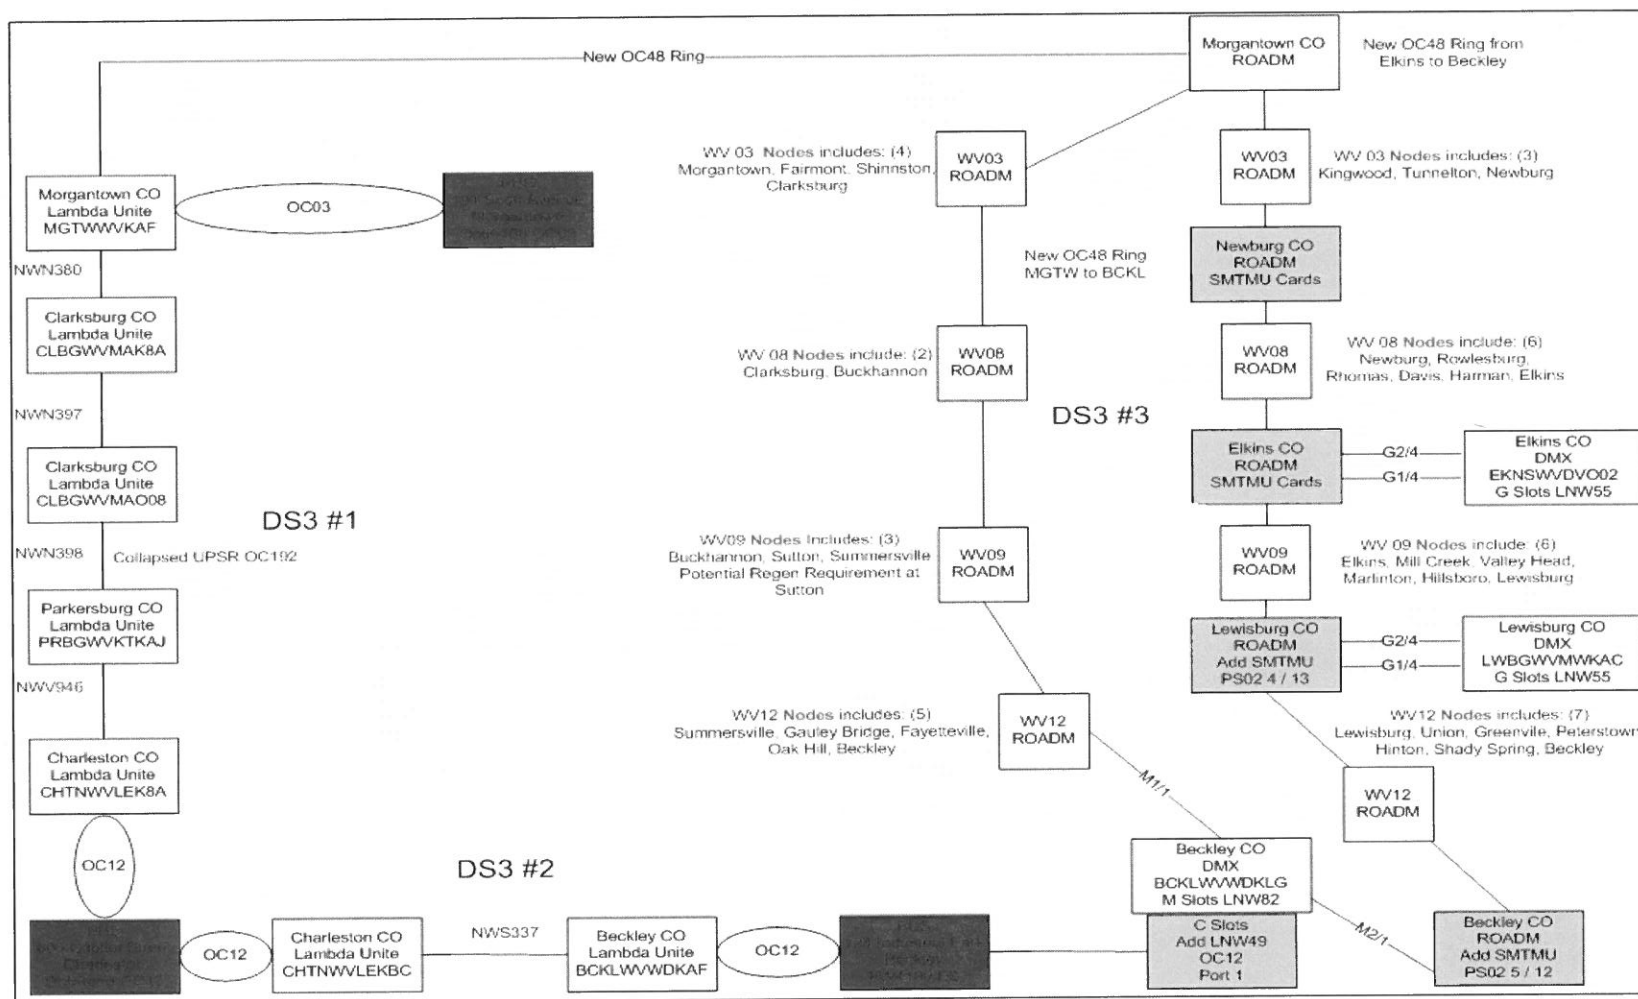 New OC48 Ring
Morgantown CO
ROADM
New OC48 Ring from
Elkins to Beckley
WV 03 Nodes includes: (4)
Morgantown, Fairmont, Shinnston,
Clarksburg
WV03
ROADM
WV03
ROADM
WV 03 Nodes includes: (3)
Kingwood, Tunnelton, Newburg
Morgantown CO
Lambda Unite
MGTWWVKAF
OC03
NWN380
New OC48 Ring
MGTW to BCKL
Newburg CO
ROADM
SMTMU Cards
Clarksburg CO
Lambda Unite
CLBGWVMAK8A
WV 08 Nodes include: (2)
Clarksburg, Buckhannon
WV08
ROADM
WV08
ROADM
WV 08 Nodes include: (6)
Newburg, Rowlesburg,
Rhomas, Davis, Harman, Elkins
NWN397
DS3 #3
Clarksburg CO
Lambda Unite
CLBGWVMAO08
Elkins CO
ROADM
SMTMU Cards
G2/4
G1/4
Elkins CO
DMX
EKNSWVDVO02
G Slots LNW55
DS3 #1
NWN398
Collapsed UPSR OC192
WV09 Nodes Includes: (3)
Buckhannon, Sutton, Summersville
Potential Regen Requirement at
Sutton
WV09
ROADM
WV09
ROADM
WV 09 Nodes include: (6)
Elkins, Mill Creek, Valley Head,
Marlinton, Hillsboro, Lewisburg
Parkersburg CO
Lambda Unite
PRBGWVKTKAJ
Lewisburg CO
ROADM
Add SMTMU
PS02 4 / 13
G2/4
G1/4
Lewisburg CO
DMX
LWBGWVMWKAC
G Slots LNW55
NWV946
WV12 Nodes includes: (5)
Summersville, Gauley Bridge, Fayetteville,
Oak Hill, Beckley
WV12
ROADM
WV12 Nodes includes: (7)
Lewisburg, Union, Greenville, Peterstown
Hinton, Shady Spring, Beckley
Charleston CO
Lambda Unite
CHTNWVLEK8A
M1/1
WV12
ROADM
OC12
DS3 #2
Beckley CO
DMX
BCKLWVWDKLG
M Slots LNW82
OC12
Charleston CO
Lambda Unite
CHTNWVLEKBC
NWS337
Beckley CO
Lambda Unite
BCKLWVWDKAF
OC12
C Slots
Add LNW49
OC12
Port 1
M2/1
Beckley CO
ROADM
Add SMTMU
PS02 5 / 12